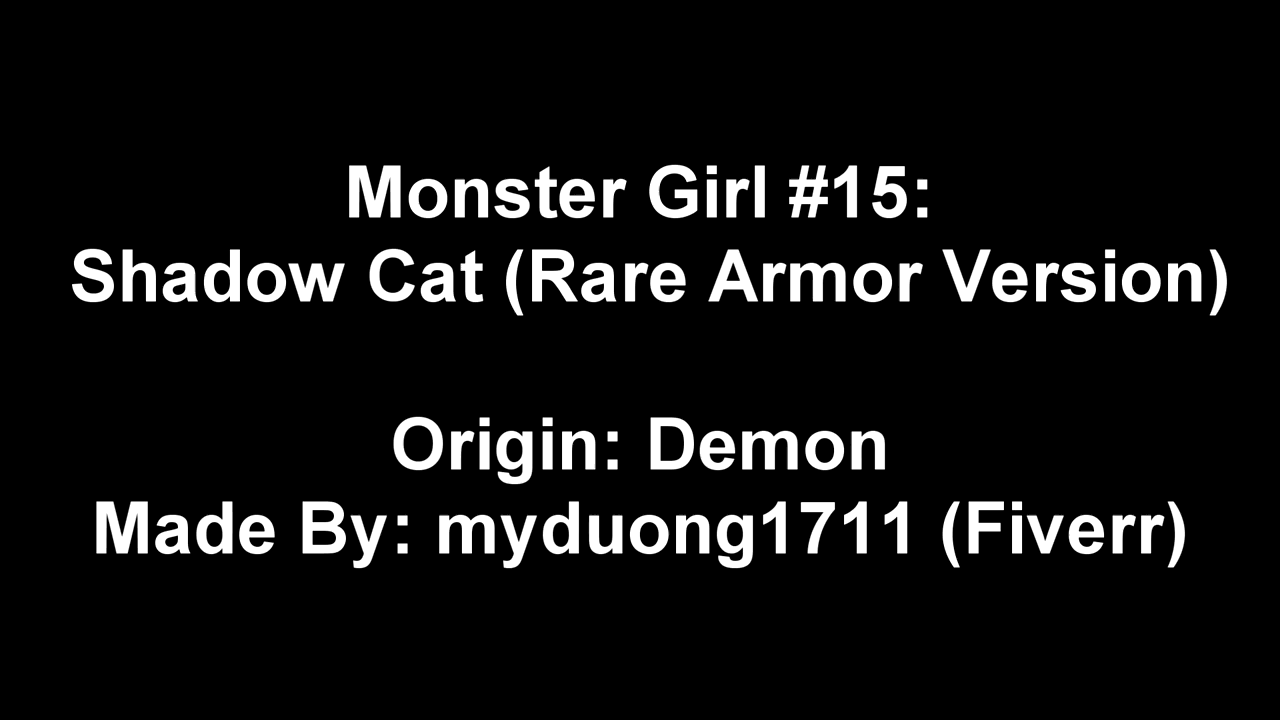 Monster Girl #15:
Shadow Cat (Rare Armor Version)
Origin: Demon
Made By: myduong1711 (Fiverr)